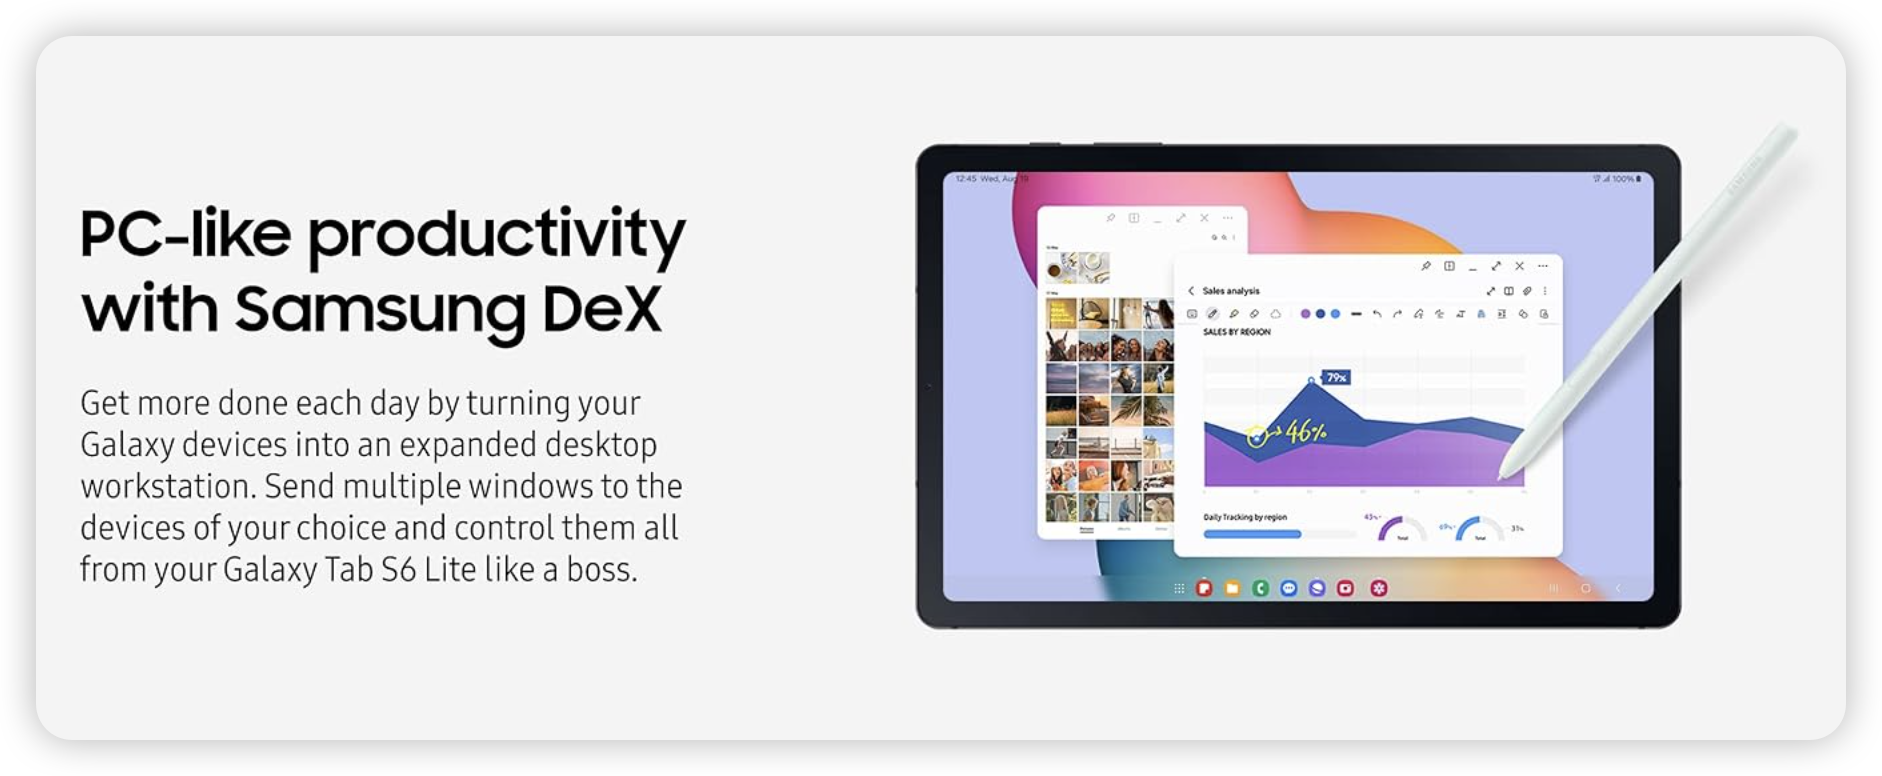 PC-like productivity
with Samsung DeX
Get more done each day by turning your
Galaxy devices into an expanded desktop
workstation. Send multiple windows to the
devices of your choice and control them all
from your Galaxy Tab S6 Lite like a boss.
12:45 Wed, Aug 19
100%
Sales analysis
SALES BY REGION
79%
46%
Daily Tracking by region
43%
Total
69%
Total
31%
SAMSUNG